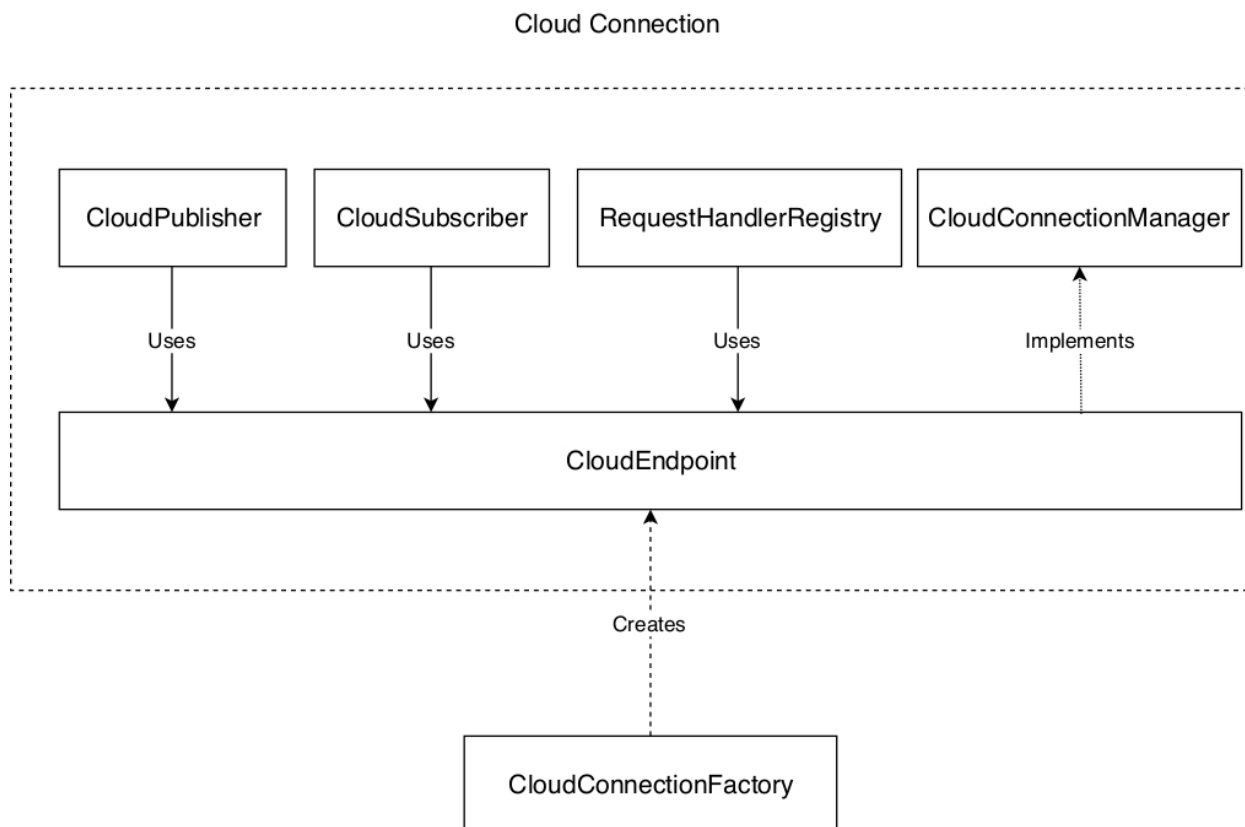 Cloud Connection
CloudPublisher
CloudSubscriber
RequestHandlerRegistry
CloudConnectionManager
Uses
Uses
Uses
Implements
CloudEndpoint
Creates
CloudConnectionFactory